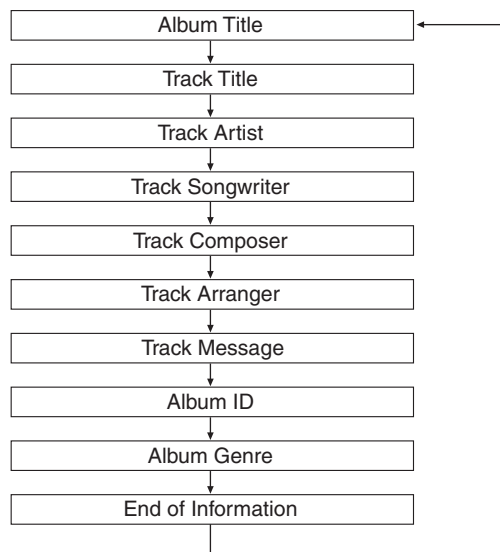 Album Title
Track Title
Track Artist
Track Songwriter
Track Composer
Track Arranger
Track Message
Album ID
Album Genre
End of Information